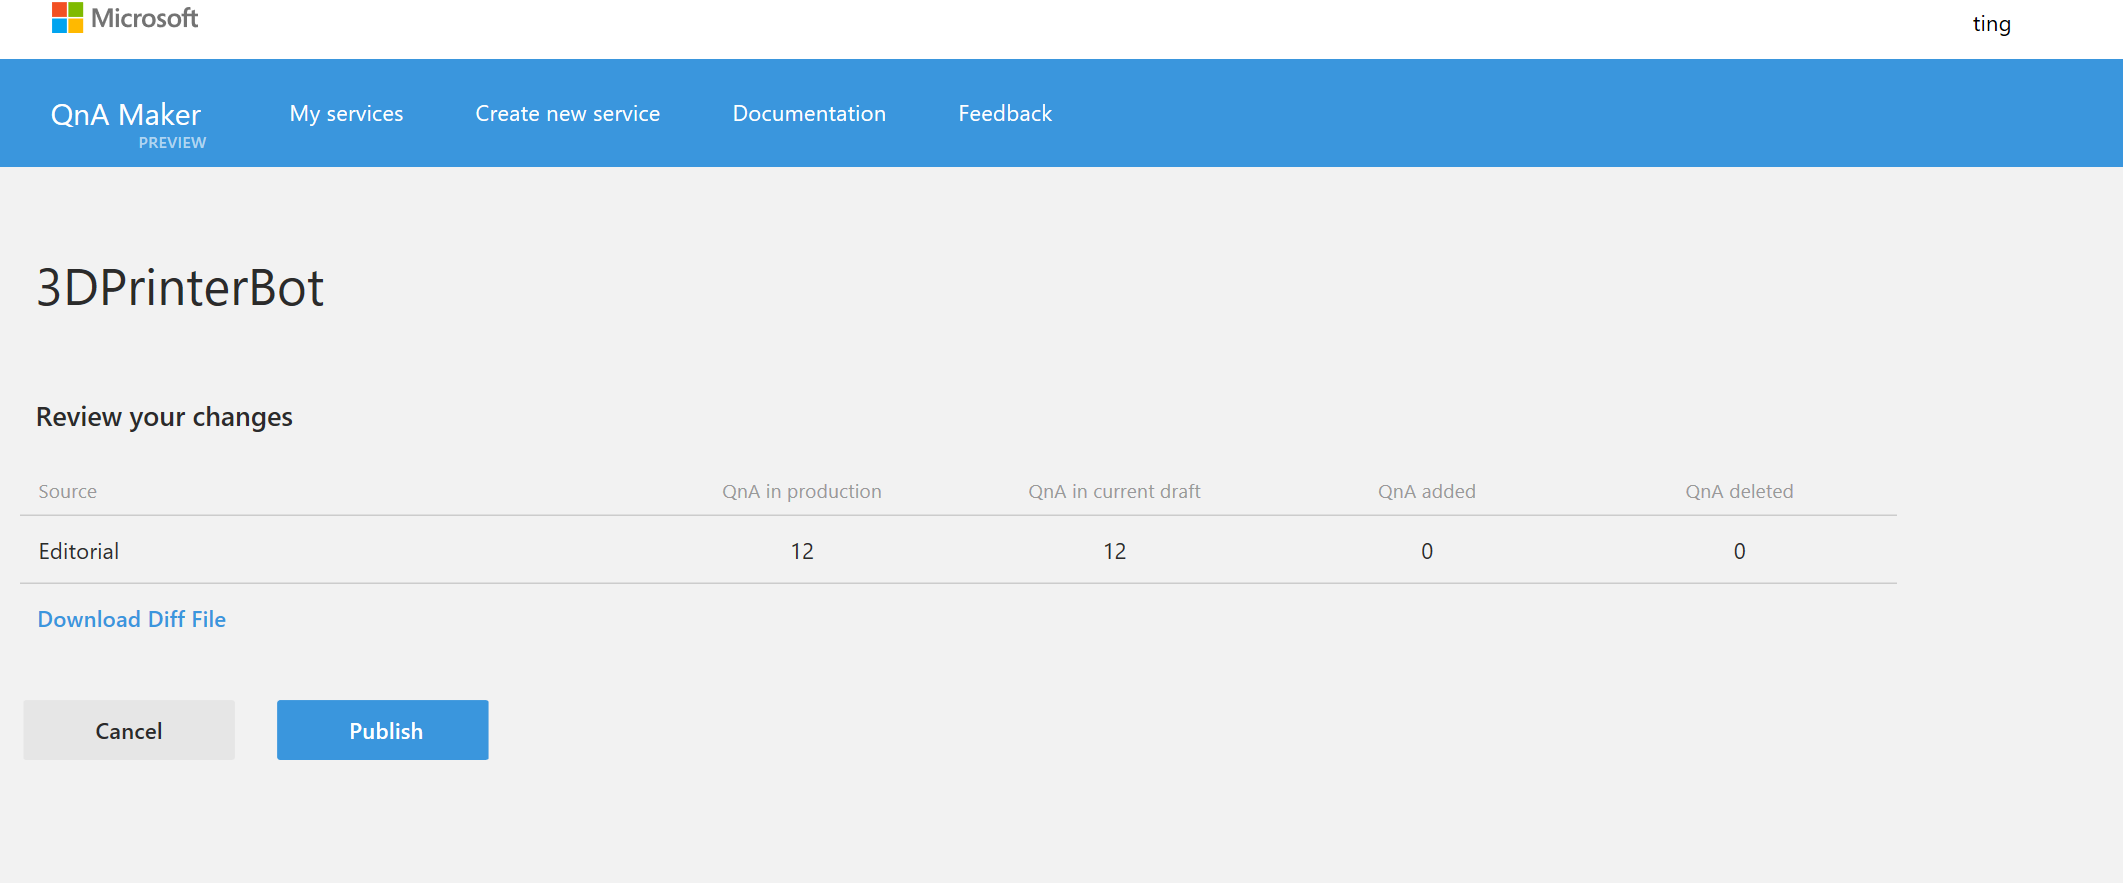 Microsoft
ting
QnA Maker My services Create new service Documentation Feedback
PREVIEW
3DPrinterBot
Review your changes
Source QnA in production QnA in current draft QnA added QnA deleted
Editorial 12 12 0 0
Download Diff File
Cancel Publish